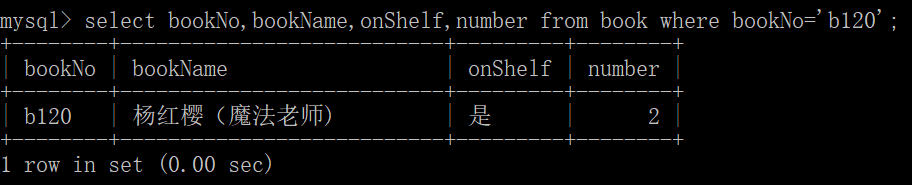 mysql> select bookNo,bookName,onShelf,number from book where bookNo='b120';
+--------+----------------------------+---------+--------+
| bookNo | bookName                   | onShelf | number |
+--------+----------------------------+---------+--------+
| b120   | 杨红樱（魔法老师)          | 是      |      2 |
+--------+----------------------------+---------+--------+
1 row in set (0.00 sec)